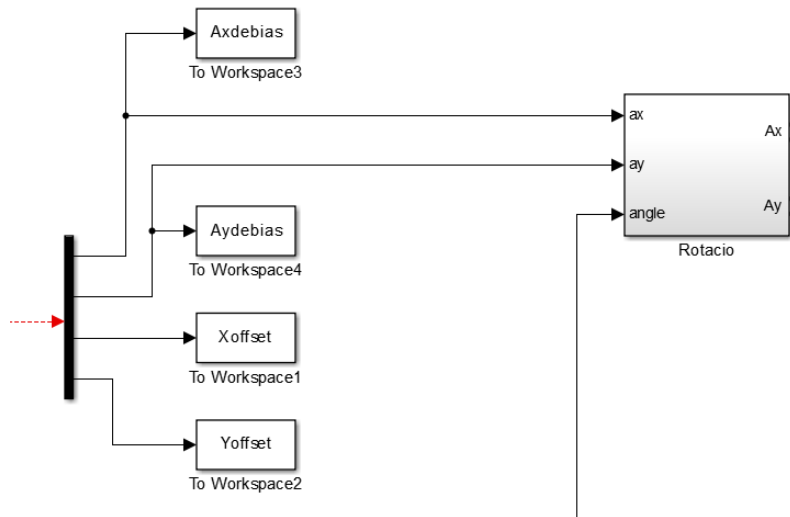 Axdebias
To Workspace3
ax
Ax
ay
Ay
angle
Rotacio
Aydebias
To Workspace4
Xoffset
To Workspace1
Yoffset
To Workspace2